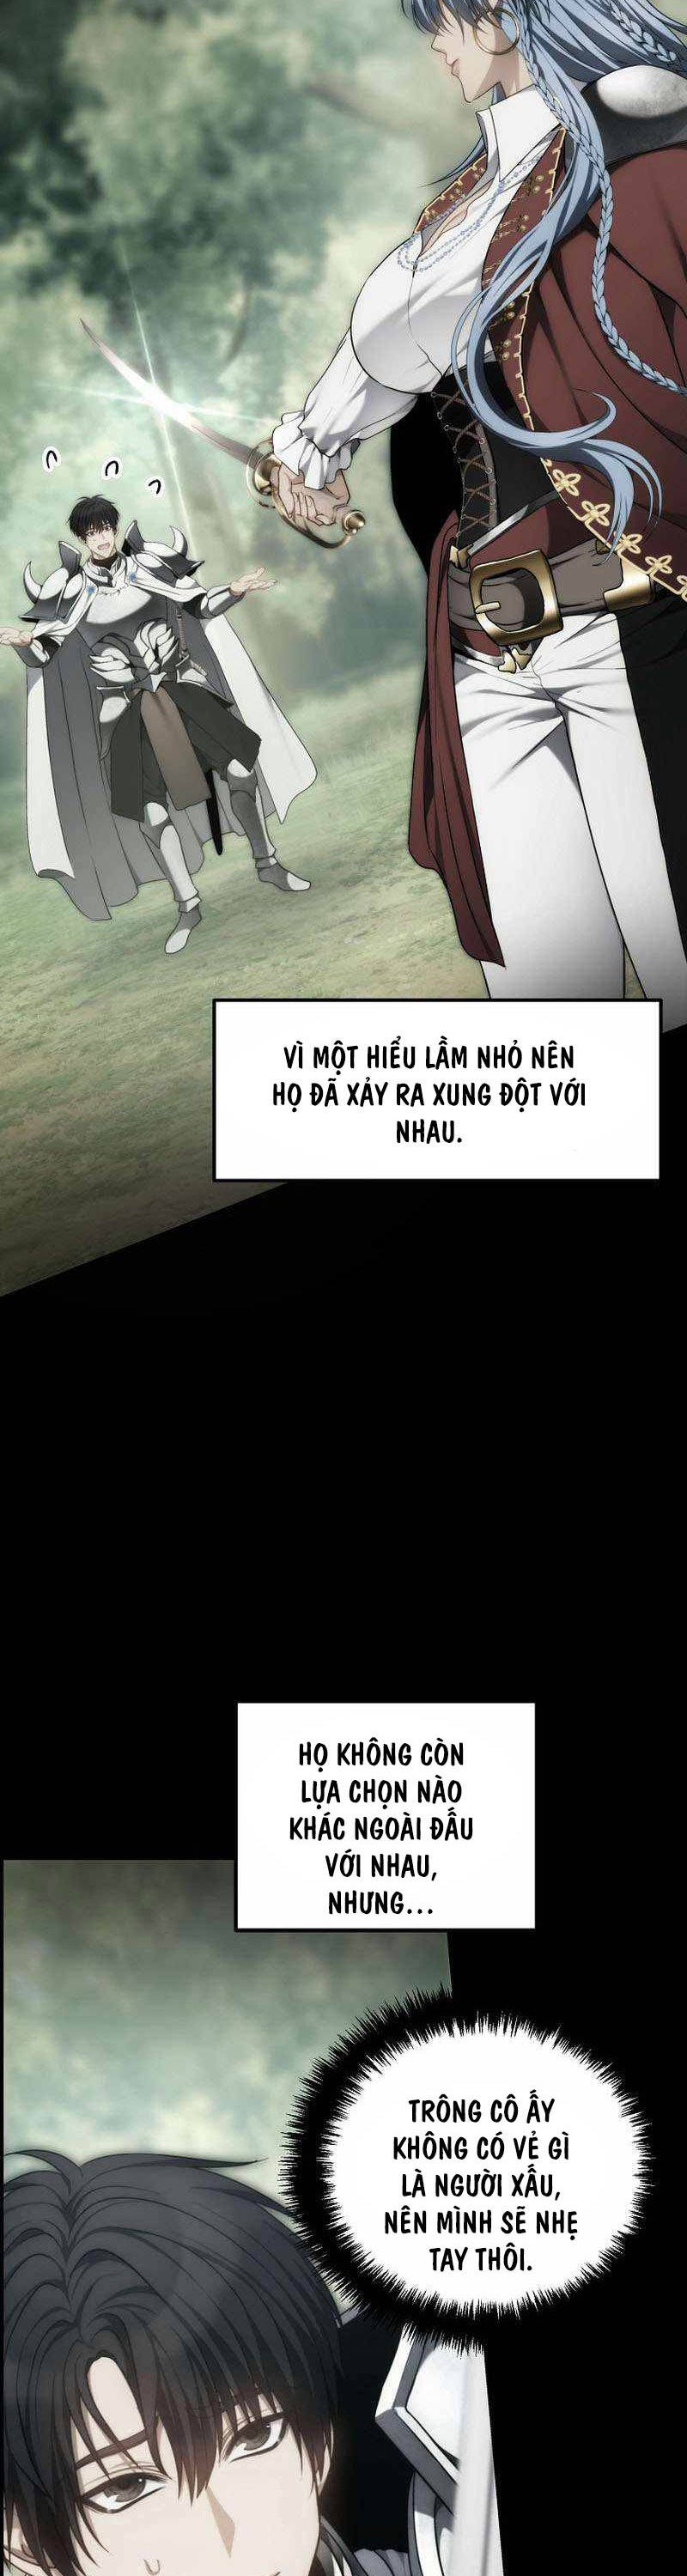 VÌ MỘT HIỂU LẦM NHỎ NÊN
HỌ ĐÃ XẢY RA XUNG ĐỘT VỚI
NHAU.
HỌ KHÔNG CÒN
LỰA CHỌN NÀO
KHÁC NGOÀI ĐẤU
VỚI NHAU,
NHƯNG...
TRÔNG CÔ ẤY
KHÔNG CÓ VẺ GÌ
LÀ NGƯỜI XẤU,
NÊN MÌNH SẼ NHẸ
TAY THÔI.